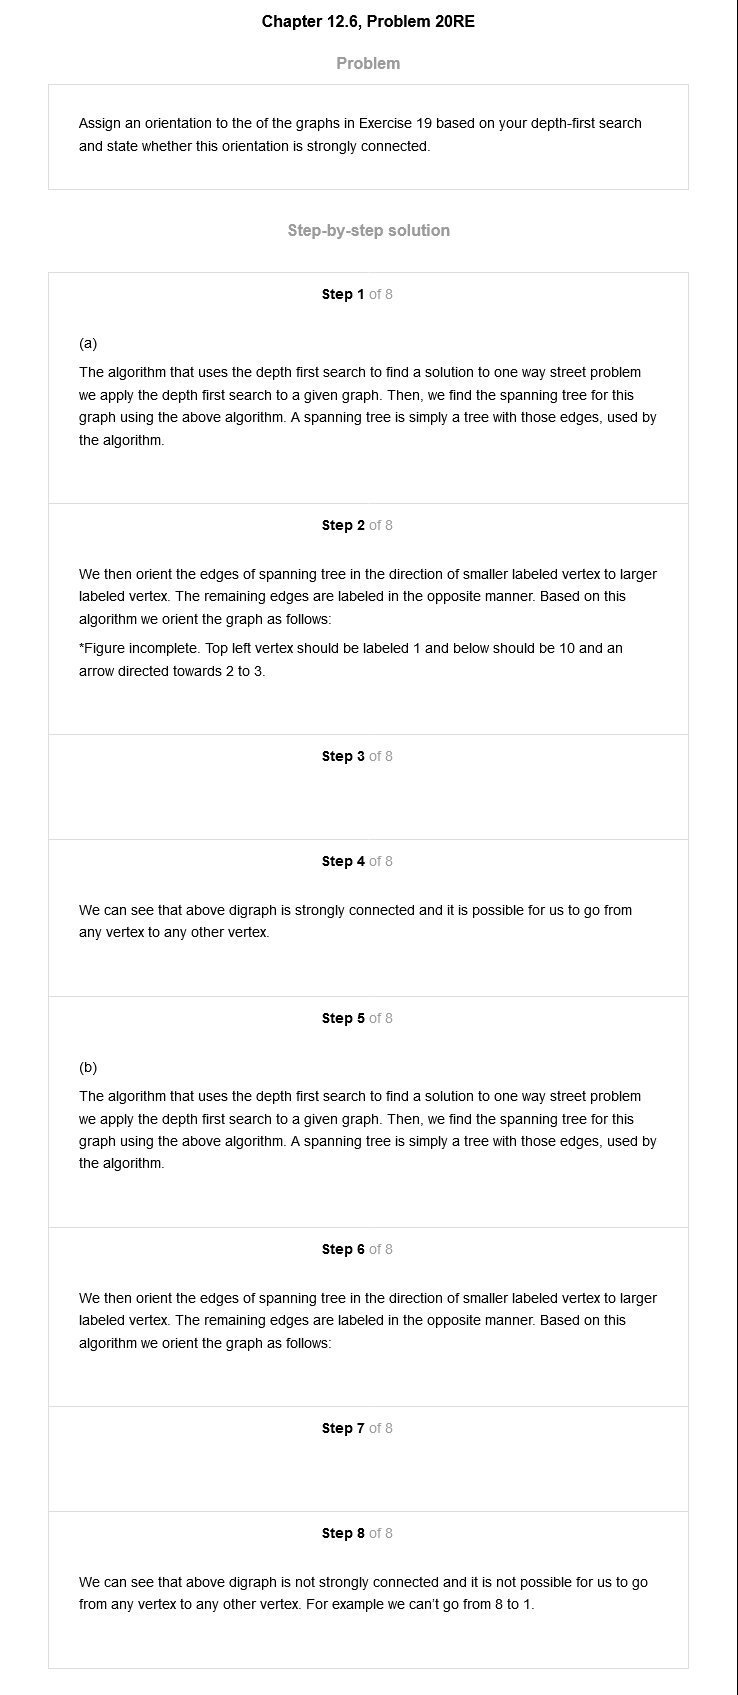 Chapter 12.6, Problem 20RE
Problem
Assign an orientation to the of the graphs in Exercise 19 based on your depth-first search
and state whether this orientation is strongly connected.
Step-by-step solution
Step 1 of 8
(a)
The algorithm that uses the depth first search to find a solution to one way street problem
we apply the depth first search to a given graph. Then, we find the spanning tree for this
graph using the above algorithm. A spanning tree is simply a tree with those edges, used by
the algorithm.
Step 2 of 8
We then orient the edges of spanning tree in the direction of smaller labeled vertex to larger
labeled vertex. The remaining edges are labeled in the opposite manner. Based on this
algorithm we orient the graph as follows:
*Figure incomplete. Top left vertex should be labeled 1 and below should be 10 and an
arrow directed towards 2 to 3.
Step 3 of 8
Step 4 of 8
We can see that above digraph is strongly connected and it is possible for us to go from
any vertex to any other vertex.
Step 5 of 8
(b)
The algorithm that uses the depth first search to find a solution to one way street problem
we apply the depth first search to a given graph. Then, we find the spanning tree for this
graph using the above algorithm. A spanning tree is simply a tree with those edges, used by
the algorithm.
Step 6 of 8
We then orient the edges of spanning tree in the direction of smaller labeled vertex to larger
labeled vertex. The remaining edges are labeled in the opposite manner. Based on this
algorithm we orient the graph as follows:
Step 7 of 8
Step 8 of 8
We can see that above digraph is not strongly connected and it is not possible for us to go
from any vertex to any other vertex. For example we can't go from 8 to 1.